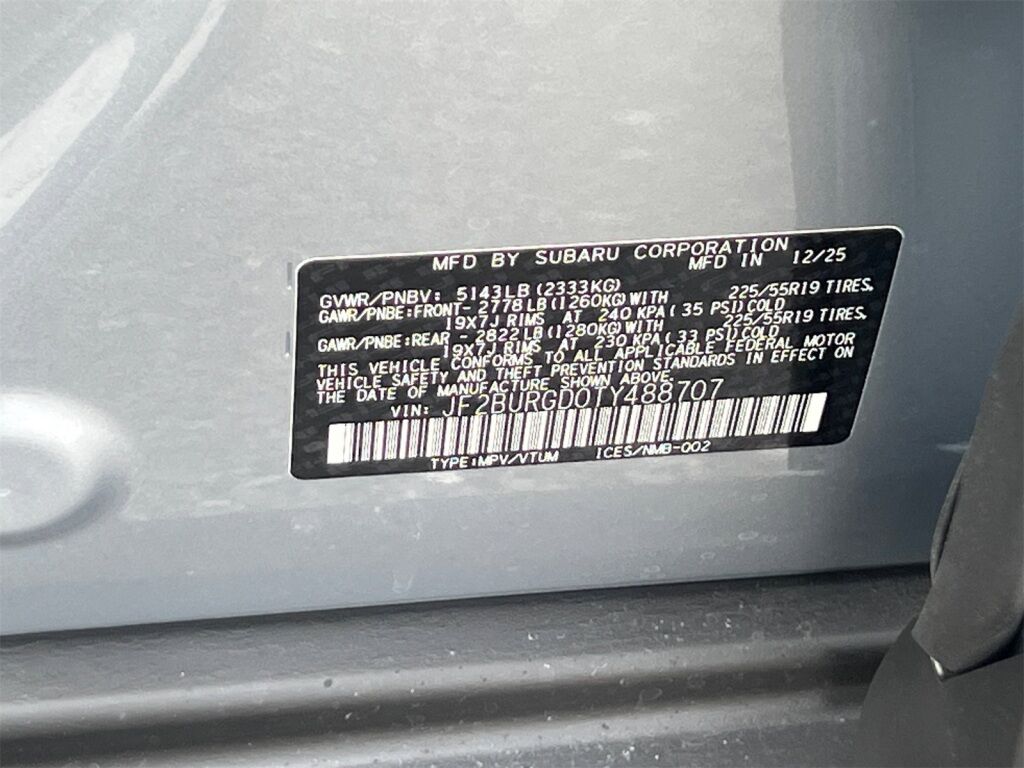 MFD BY SUBARU CORPORATION
MFD IN 12/25
GVWR/PNBV: 5143LB(2333KG)
GAWR/PNBE:FRONT- 2778LB(1260KG)WITH 225/55R19 TIRES,
19X7J RIMS AT 240 KPA( 35 PSI)COLD
GAWR/PNBE:REAR - 2822LB(1280KG)WITH 225/55R19 TIRES,
19X7J RIMS AT 230 KPA( 33 PSI)COLD
THIS VEHICLE CONFORMS TO ALL APPLICABLE FEDERAL MOTOR
VEHICLE SAFETY AND THEFT PREVENTION STANDARDS IN EFFECT ON
THE DATE OF MANUFACTURE SHOWN ABOVE.
VIN: JF2BURGD0TY488707
TYPE:MPV/VTUM ICES/NMB-002